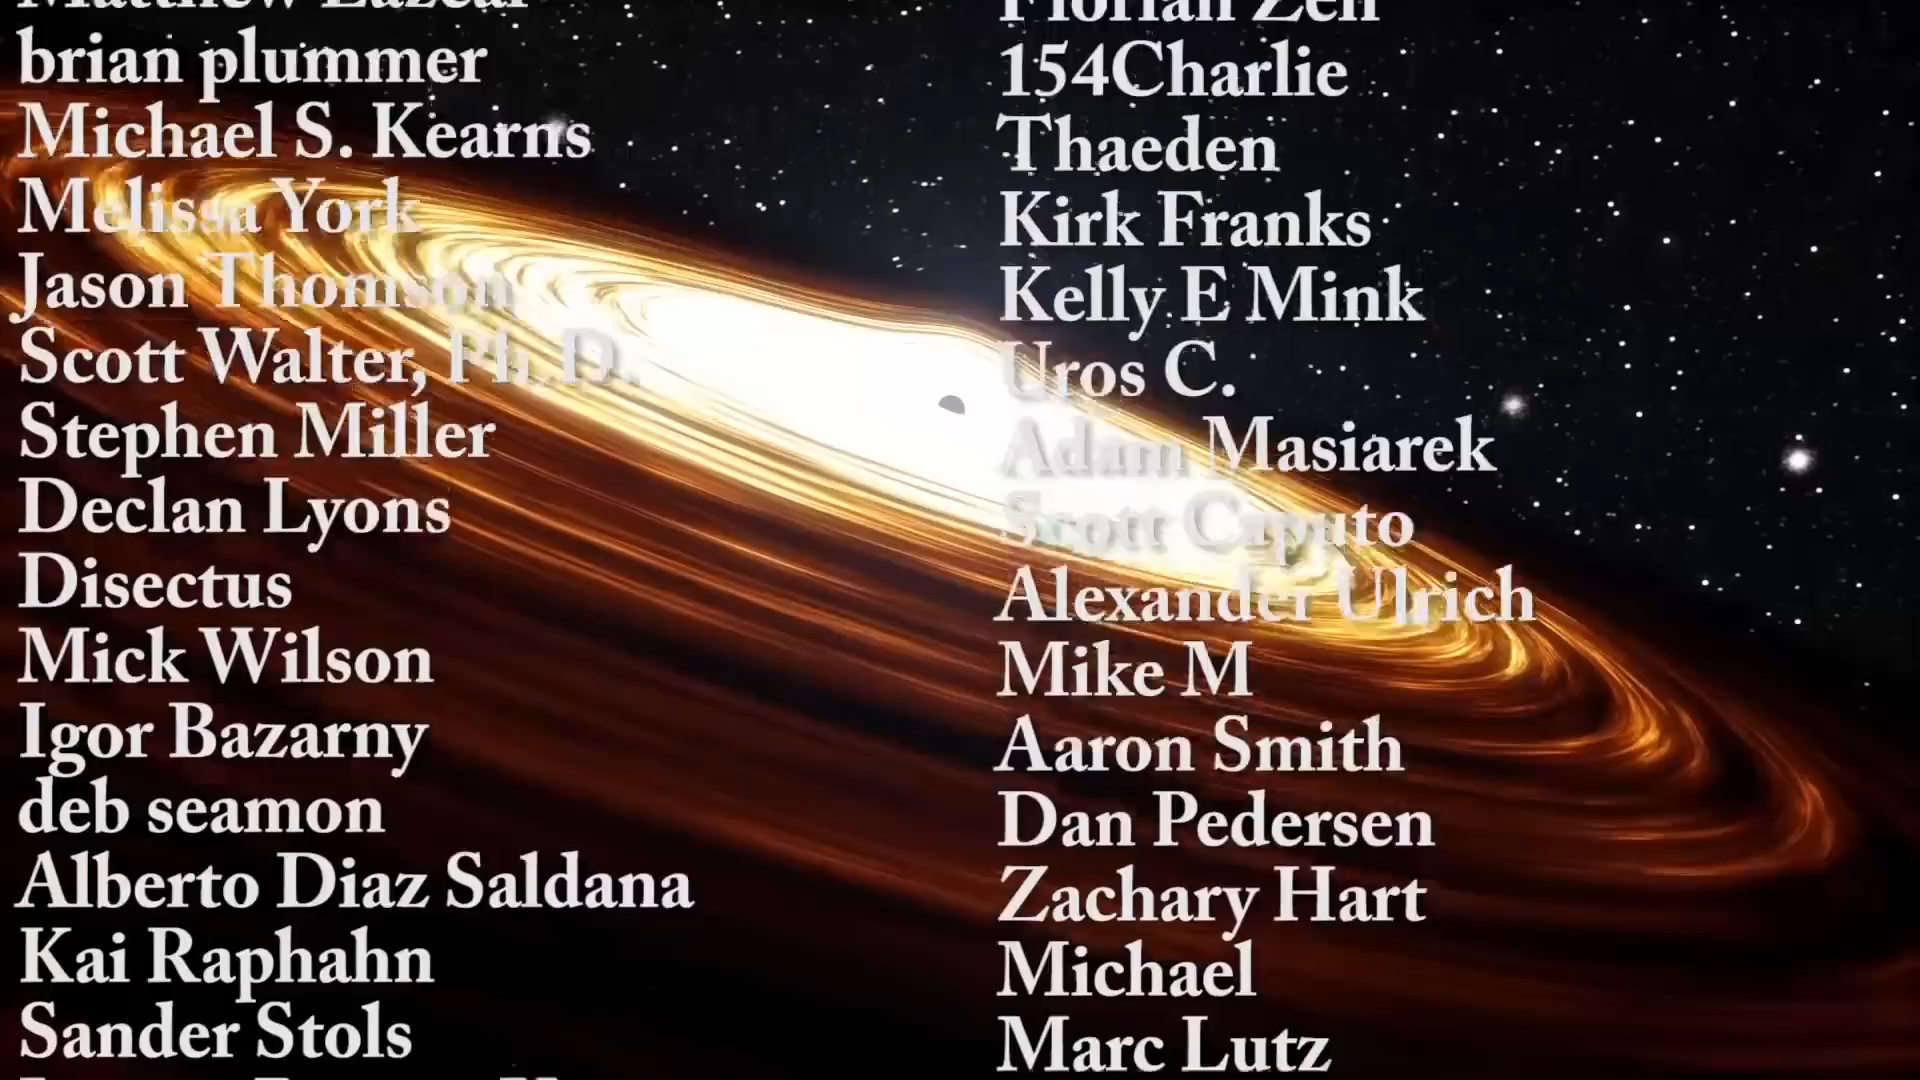 brian plummer
Michael S. Kearns
Melissa York
Jason Thomson
Scott Walter, Ph. D.
Stephen Miller
Declan Lyons
Disectus
Mick Wilson
Igor Bazarny
deb seamon
Alberto Diaz Saldana
Kai Raphahn
Sander Stols
154Charlie
Thaeden
Kirk Franks
Kelly E Mink
Uros C.
Adam Masiarek
Scott Caputo
Alexander Ulrich
Mike M
Aaron Smith
Dan Pedersen
Zachary Hart
Michael
Marc Lutz